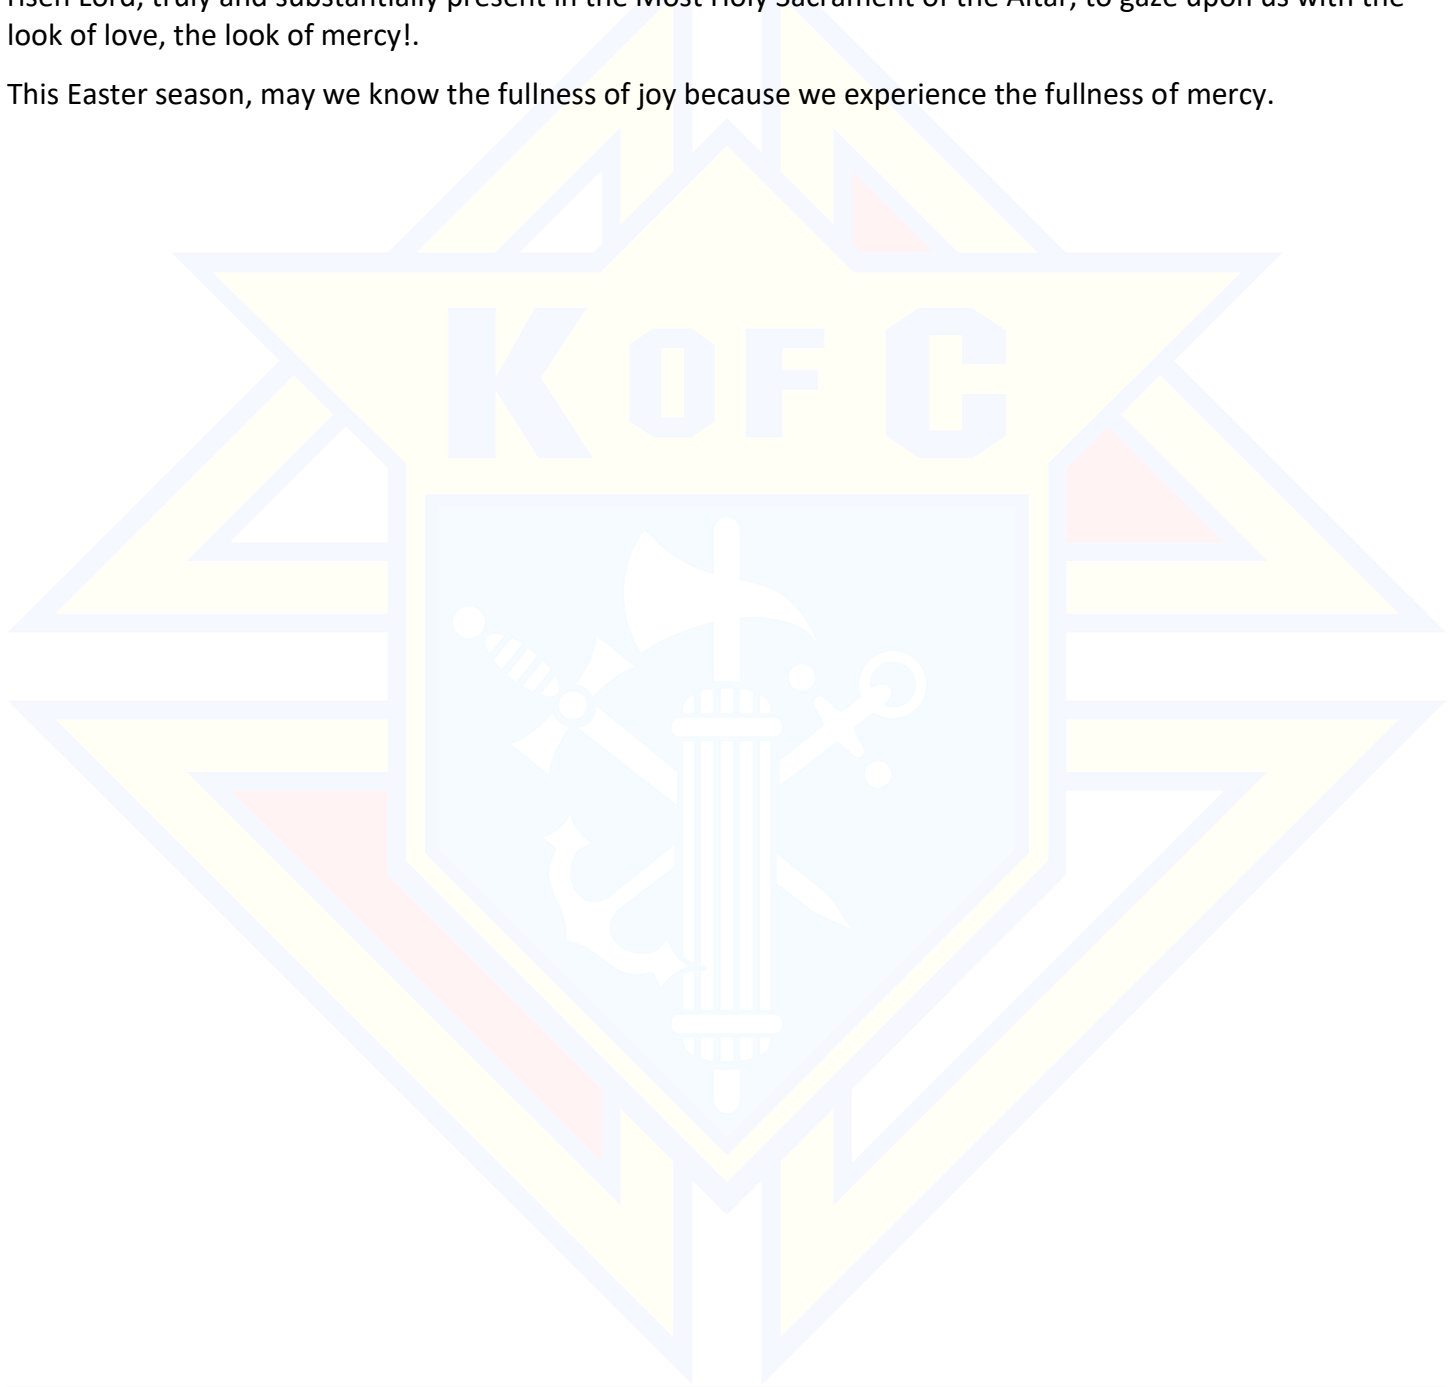 risen Lord, truly and substantially present in the Most Holy Sacrament of the Altar, to gaze upon us with the
look of love, the look of mercy!.
This Easter season, may we know the fullness of joy because we experience the fullness of mercy.
K OF C